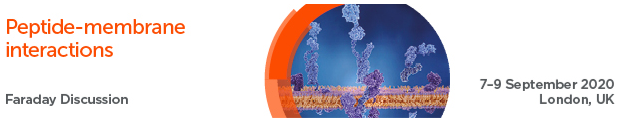 Peptide-membrane
interactions
Faraday Discussion
7–9 September 2020
London, UK